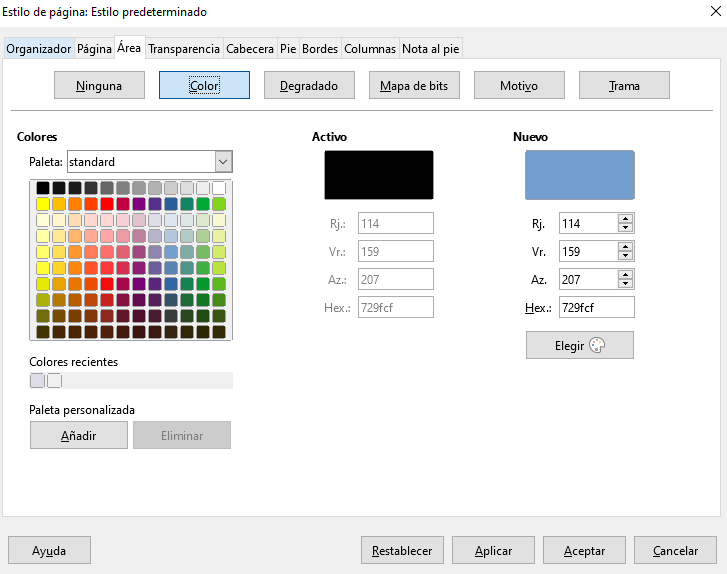 Estilo de página: Estilo predeterminado
Organizador Página Área Transparencia Cabecera Pie Bordes Columnas Nota al pie
Ninguna Color Degradado Mapa de bits Motivo Trama
Colores Activo Nuevo
Paleta: standard
Rj.: 114 Rj. 114
Vr.: 159 Vr. 159
Az.: 207 Az. 207
Hex.: 729fcf Hex.: 729fcf
Elegir
Colores recientes
Paleta personalizada
Añadir Eliminar
Ayuda Restablecer Aplicar Aceptar Cancelar